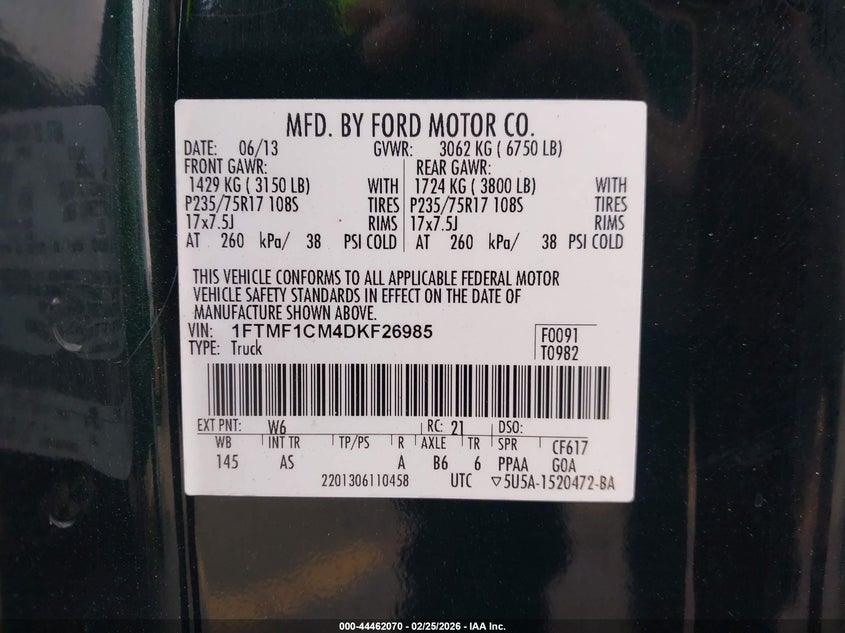 MFD. BY FORD MOTOR CO.
DATE: 06/13 GVWR: 3062 KG ( 6750 LB)
FRONT GAWR: REAR GAWR:
1429 KG ( 3150 LB) WITH 1724 KG ( 3800 LB) WITH
P235/75R17 108S TIRES P235/75R17 108S TIRES
17x7.5J RIMS 17x7.5J RIMS
AT 260 kPa/ 38 PSI COLD AT 260 kPa/ 38 PSI COLD
THIS VEHICLE CONFORMS TO ALL APPLICABLE FEDERAL MOTOR
VEHICLE SAFETY STANDARDS IN EFFECT ON THE DATE OF
MANUFACTURE SHOWN ABOVE.
VIN: 1FTMF1CM4DKF26985 F0091
TYPE: Truck T0982
EXT PNT: W6 RC: 21 DSO:
WB INT TR TP/PS R AXLE TR SPR CF617
145 AS A B6 6 PPAA GOA
2201306110458 UTC ▽5U5A-1520472-BA
000-44462070 – 02/25/2026 – IAA Inc.